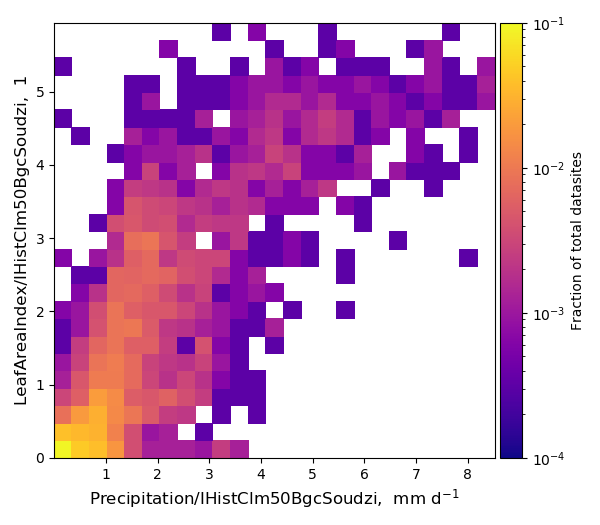 10⁻¹
10⁻²
10⁻³
10⁻⁴
Fraction of total datasites
5
4
3
2
1
0
LeafAreaIndex/IHistClm50BgcSoudzi,  1
1 2 3 4 5 6 7 8
Precipitation/IHistClm50BgcSoudzi,  mm d⁻¹